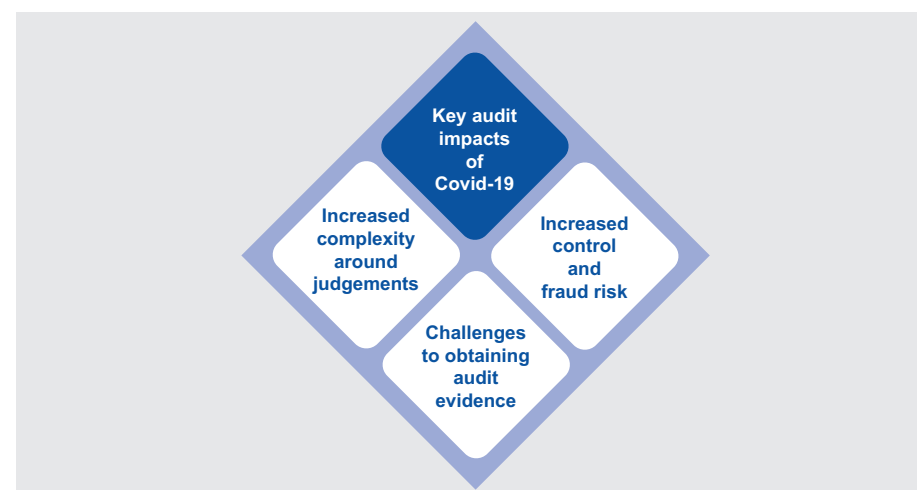 Key audit
impacts
of
Covid-19
Increased
complexity
around
judgements
Increased
control
and
fraud risk
Challenges
to obtaining
audit
evidence